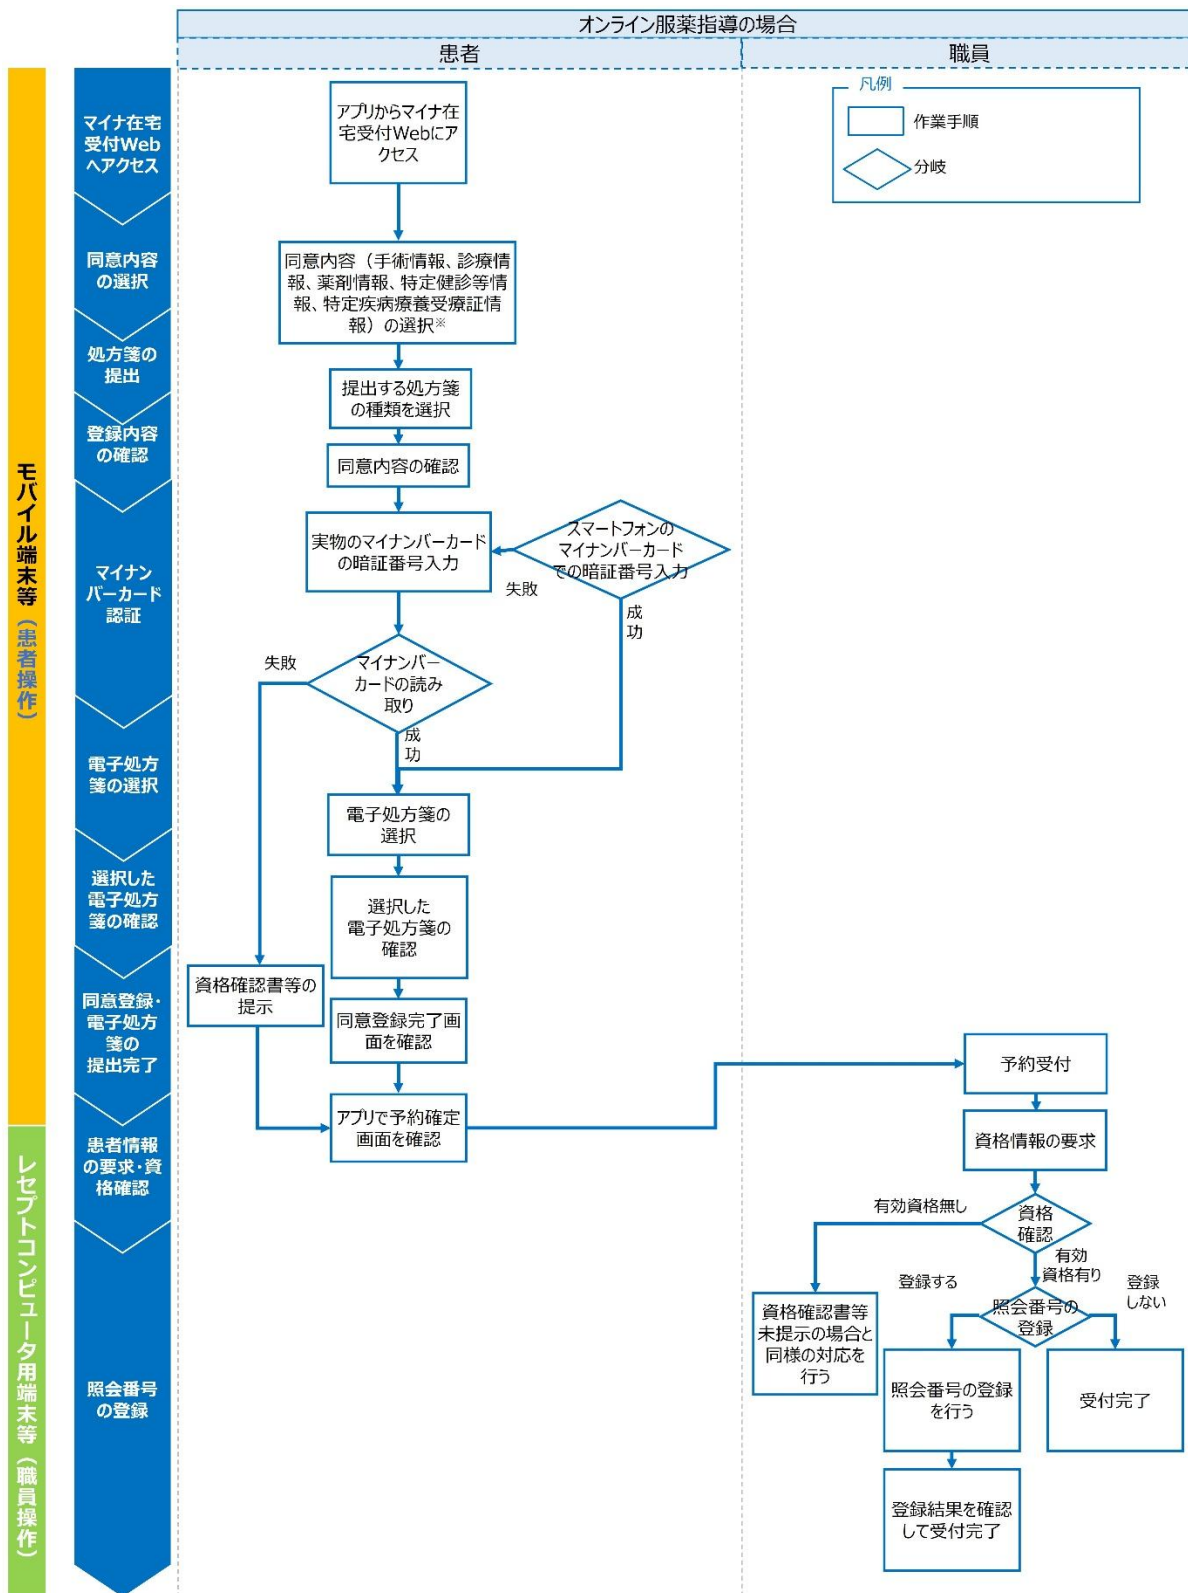 オンライン服薬指導の場合
患者
職員
モバイル端末等（患者操作）
レセプトコンピュータ用端末等（職員操作）
マイナ在宅
受付Web
へアクセス
同意内容
の選択
処方箋の
提出
登録内容
の確認
マイナン
バーカード
認証
電子処方
箋の選択
選択した
電子処方
箋の確認
同意登録・
電子処方
箋の
提出完了
患者情報
の要求・資
格確認
照会番号
の登録
凡例
作業手順
分岐
アプリからマイナ在
宅受付Webにア
クセス
同意内容（手術情報、診療情
報、薬剤情報、特定健診等情
報、特定疾病療養受療証情
報）の選択※
提出する処方箋
の種類を選択
同意内容の確認
実物のマイナンバーカード
の暗証番号入力
スマートフォンの
マイナンバーカード
での暗証番号入力
失敗
成
功
マイナンバー
カードの読み
取り
失敗
成
功
電子処方箋の
選択
選択した
電子処方箋の
確認
資格確認書等の
提示
同意登録完了画
面を確認
アプリで予約確定
画面を確認
予約受付
資格情報の要求
資格
確認
有効資格無し
有効
資格有り
資格確認書等
未提示の場合と
同様の対応を
行う
照会番号の
登録
登録する
登録
しない
照会番号の登録
を行う
受付完了
登録結果を確認
して受付完了